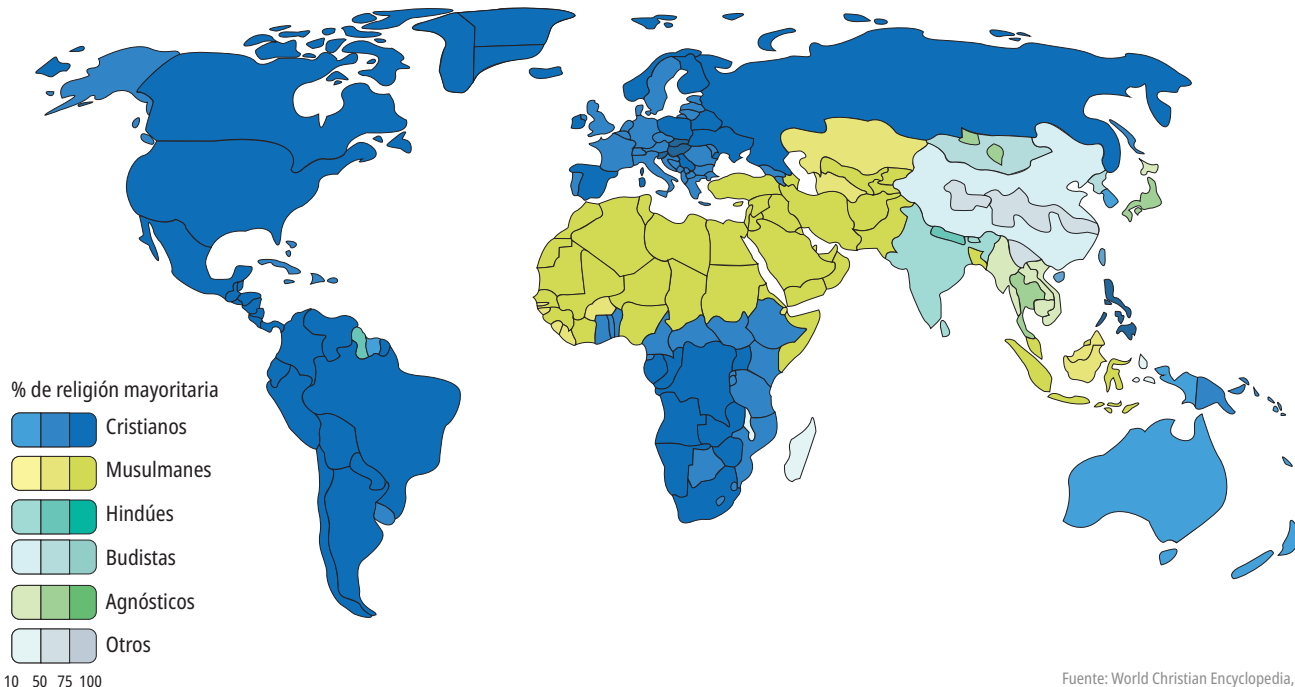 % de religión mayoritaria
Cristianos
Musulmanes
Hindúes
Budistas
Agnósticos
Otros
10 50 75 100
Fuente: World Christian Encyclopedia,